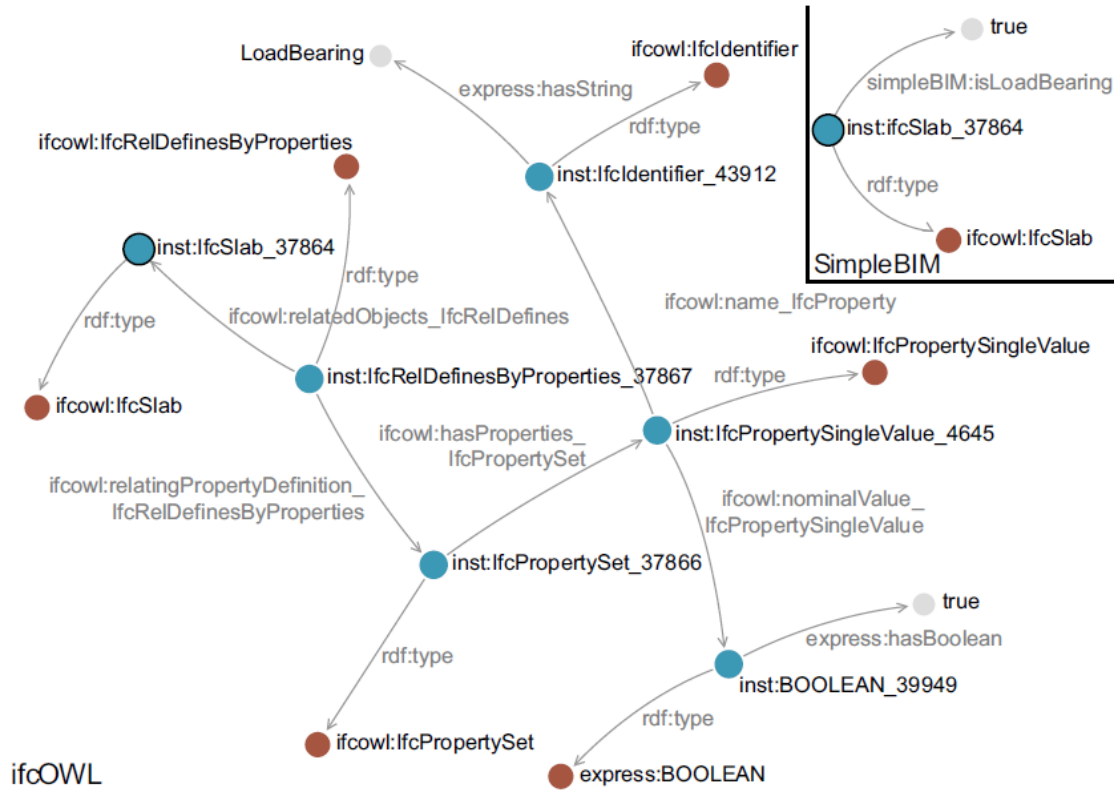 LoadBearing
ifcowl:IfcIdentifier
true
express:hasString
simpleBIM:isLoadBearing
rdf:type
inst:ifcSlab_37864
ifcowl:IfcRelDefinesByProperties
inst:IfcIdentifier_43912
rdf:type
inst:IfcSlab_37864
ifcowl:IfcSlab
SimpleBIM
rdf:type
ifcowl:name_IfcProperty
rdf:type
ifcowl:relatedObjects_IfcRelDefines
ifcowl:IfcPropertySingleValue
inst:IfcRelDefinesByProperties_37867
rdf:type
ifcowl:IfcSlab
ifcowl:hasProperties_
IfcPropertySet
inst:IfcPropertySingleValue_4645
ifcowl:relatingPropertyDefinition_
IfcRelDefinesByProperties
ifcowl:nominalValue_
IfcPropertySingleValue
inst:IfcPropertySet_37866
true
express:hasBoolean
rdf:type
inst:BOOLEAN_39949
rdf:type
ifcowl:IfcPropertySet
ifcOWL
express:BOOLEAN